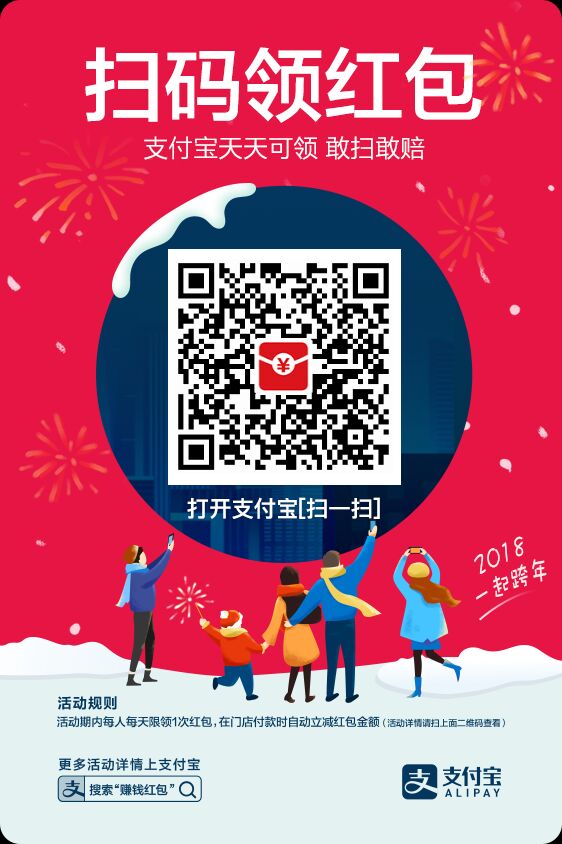 扫码领红包
支付宝天天可领 敢扫敢赔
¥
打开支付宝[扫一扫]
2018
一起跨年
活动规则
活动期内每人每天限领1次红包,在门店付款时自动立减红包金额(活动详情请扫上面二维码查看)
更多活动详情上支付宝
支 搜索“赚钱红包”
支 支付宝
ALIPAY